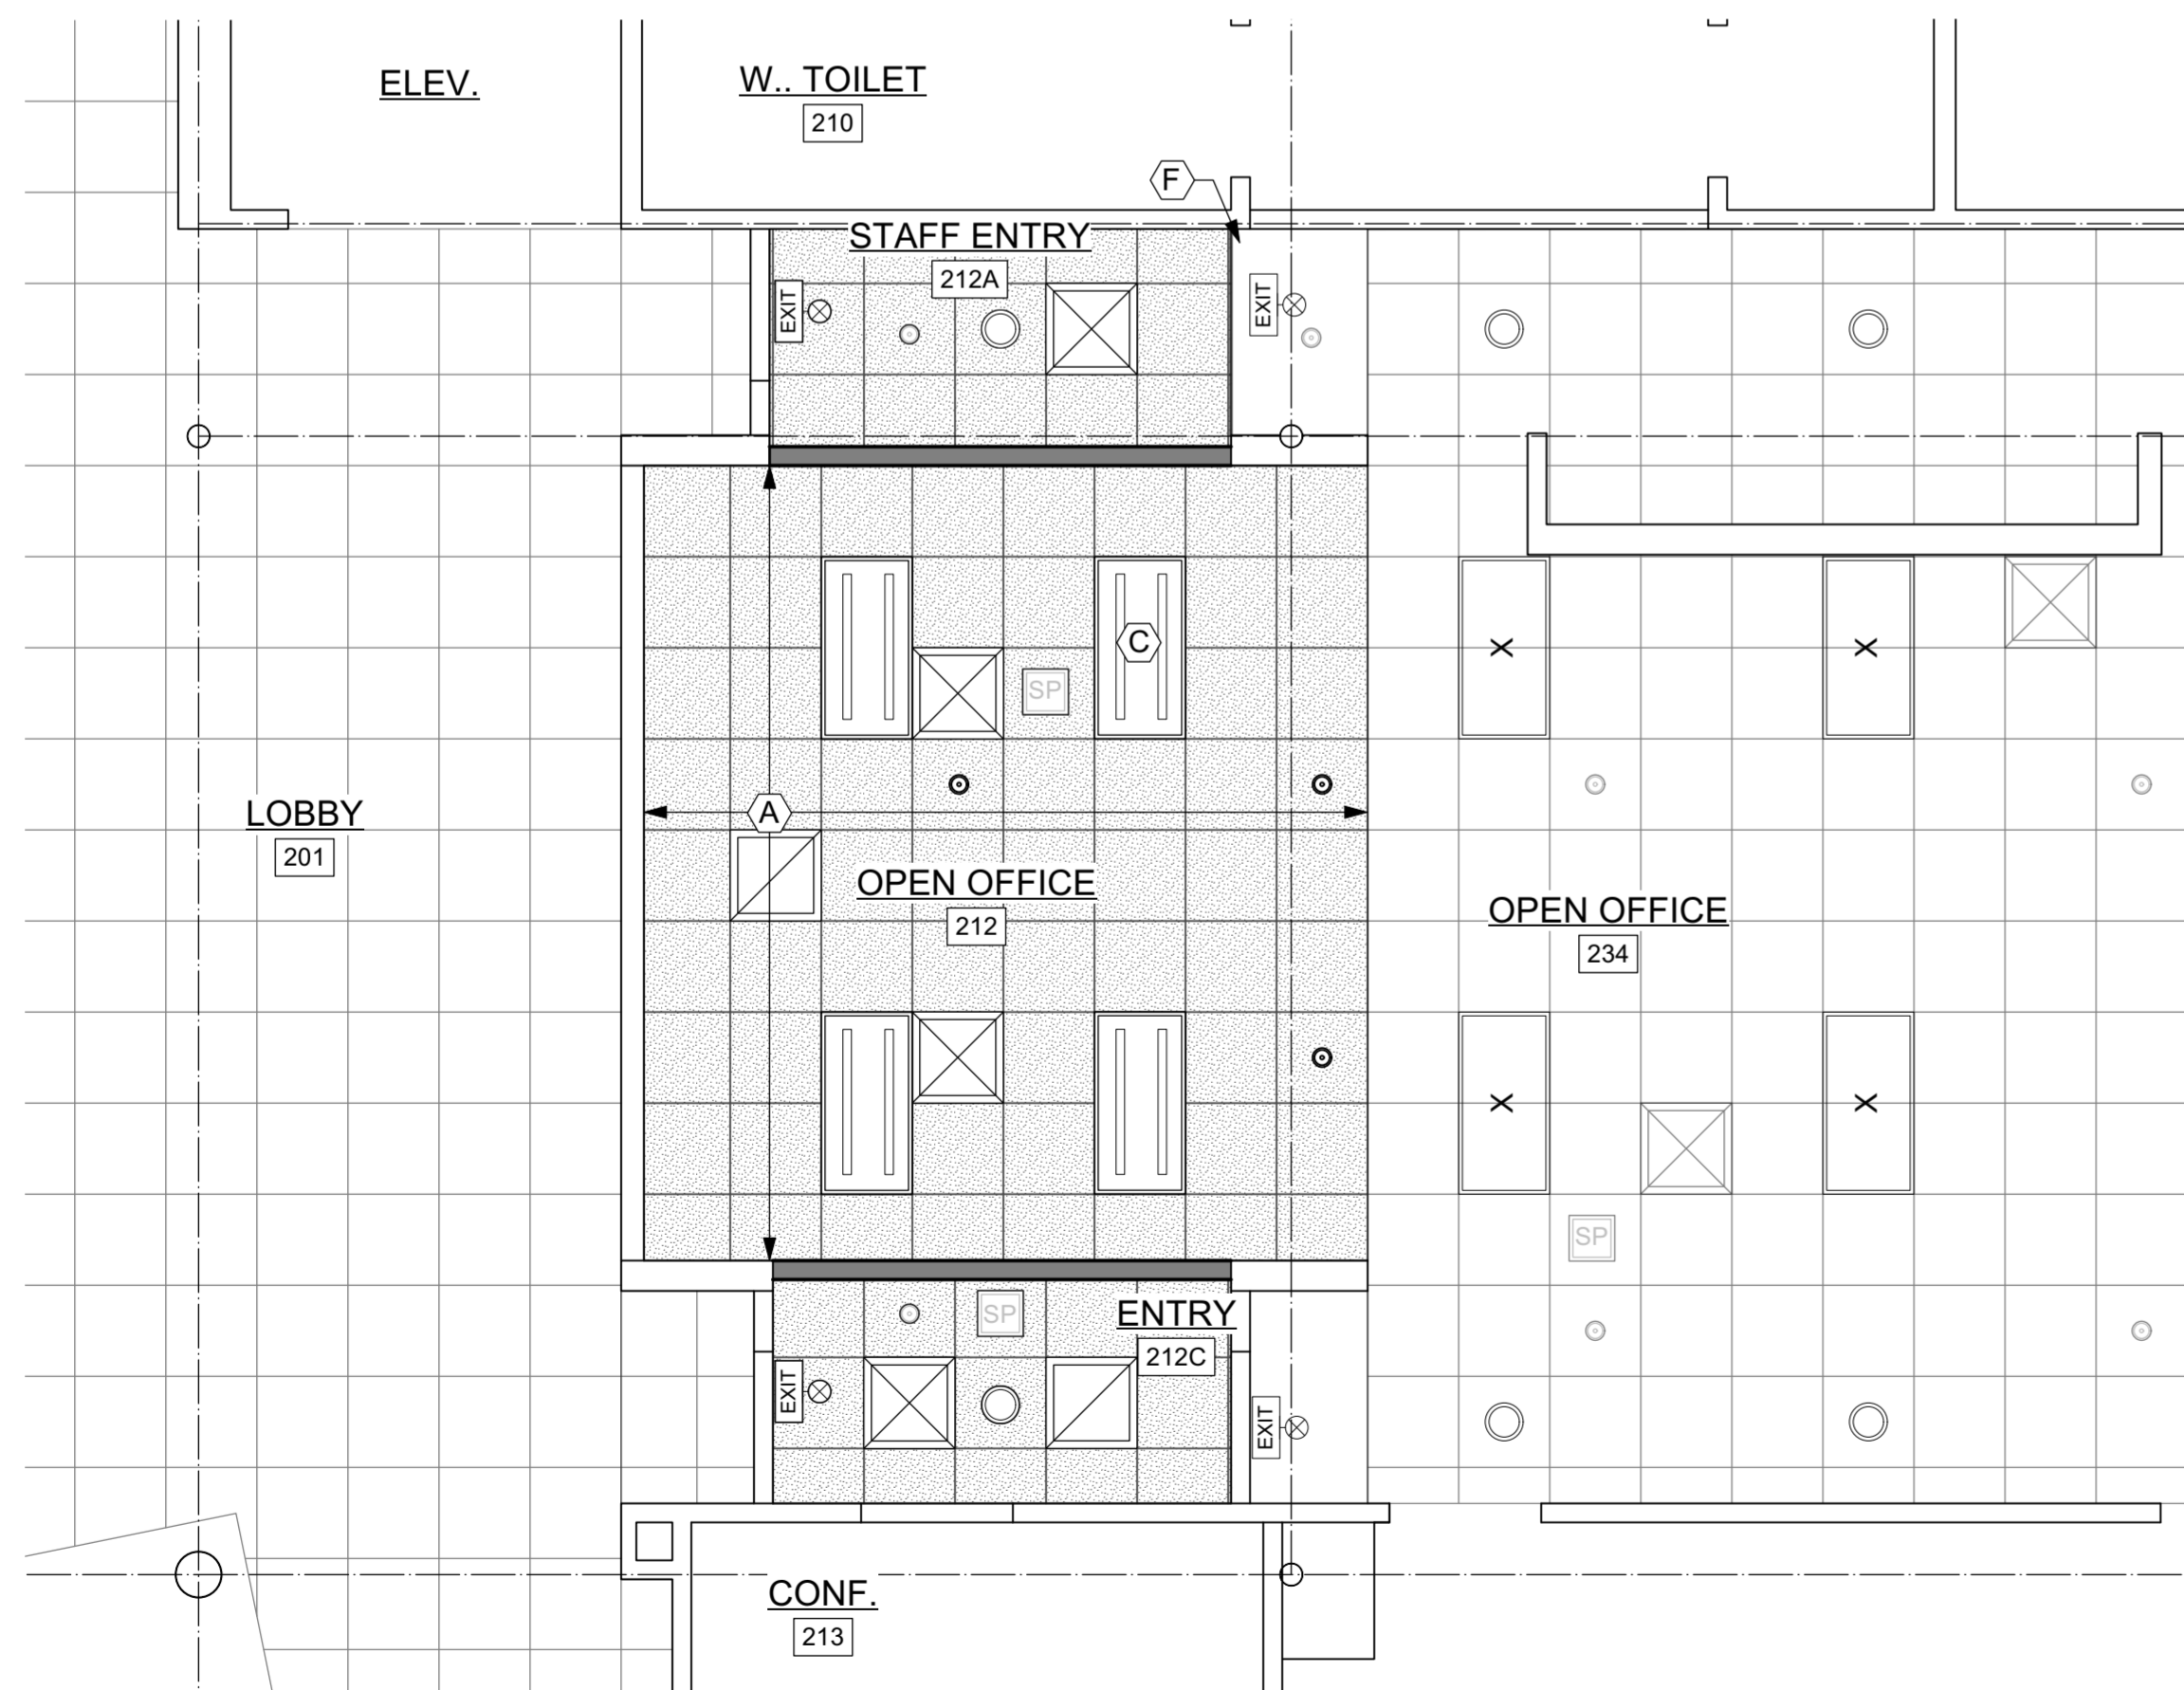 ELEV.
W.. TOILET
210
F
STAFF ENTRY
212A
EXIT
EXIT
C
SP
X
X
A
LOBBY
201
OPEN OFFICE
212
OPEN OFFICE
234
X
X
SP
SP
ENTRY
212C
EXIT
EXIT
CONF.
213